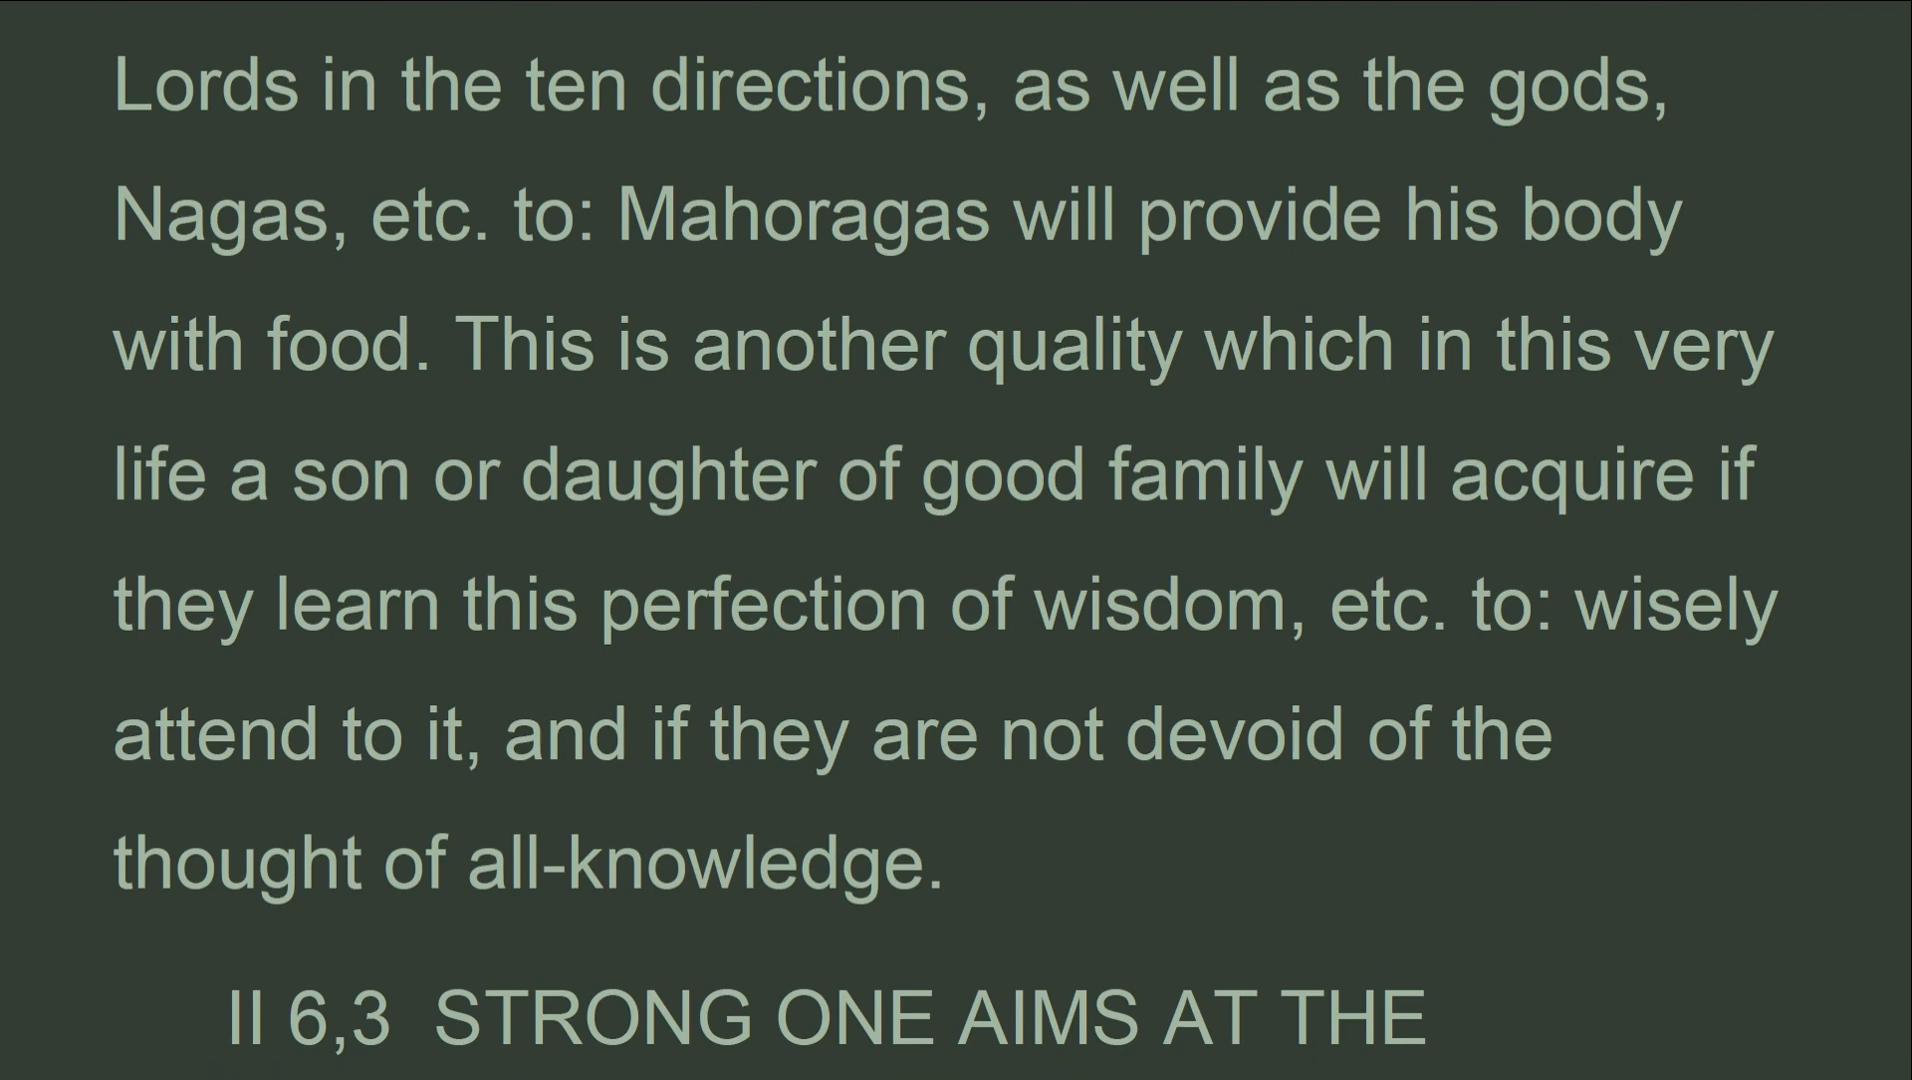 Lords in the ten directions, as well as the gods,
Nagas, etc. to: Mahoragas will provide his body
with food. This is another quality which in this very
life a son or daughter of good family will acquire if
they learn this perfection of wisdom, etc. to: wisely
attend to it, and if they are not devoid of the
thought of all-knowledge.
II 6,3 STRONG ONE AIMS AT THE